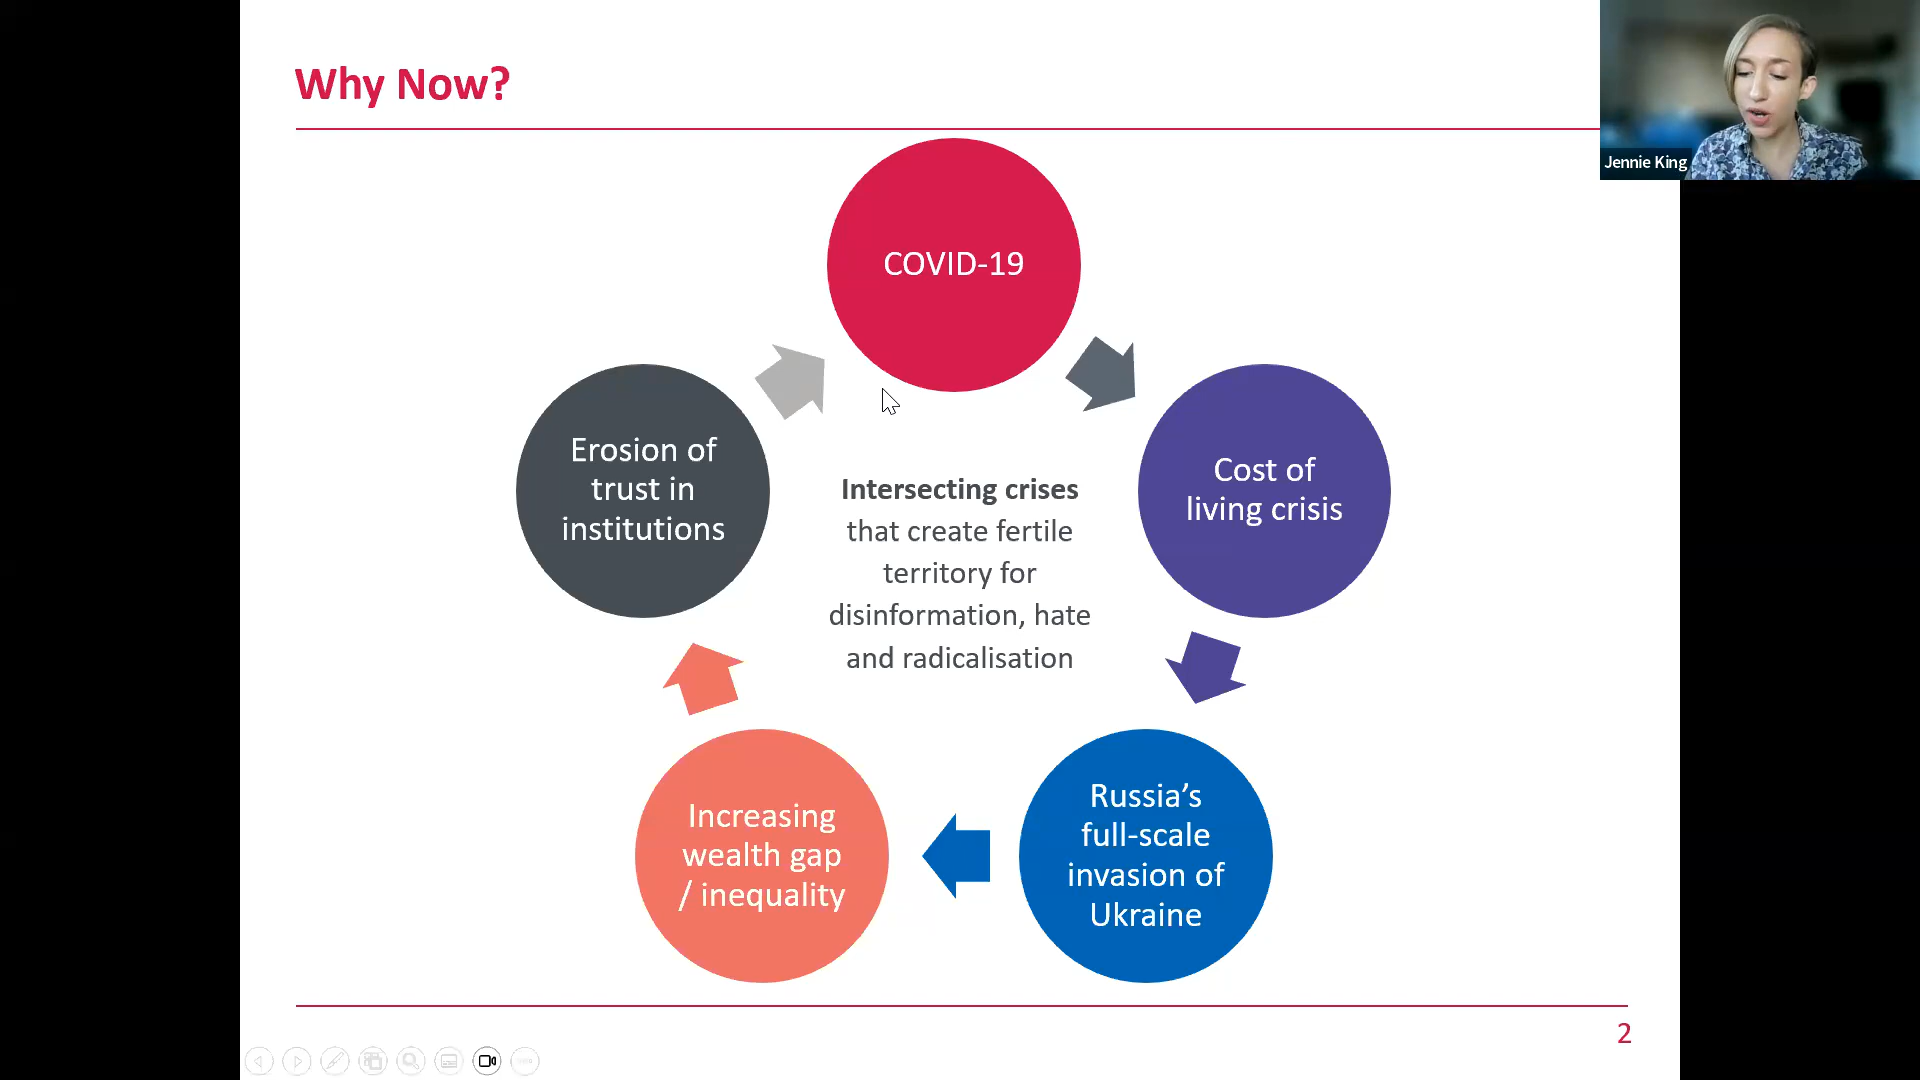 Why Now?
Jennie King
COVID-19
Erosion of
trust in
institutions
Cost of
living crisis
Intersecting crises
that create fertile
territory for
disinformation, hate
and radicalisation
Increasing
wealth gap
/ inequality
Russia’s
full-scale
invasion of
Ukraine
2